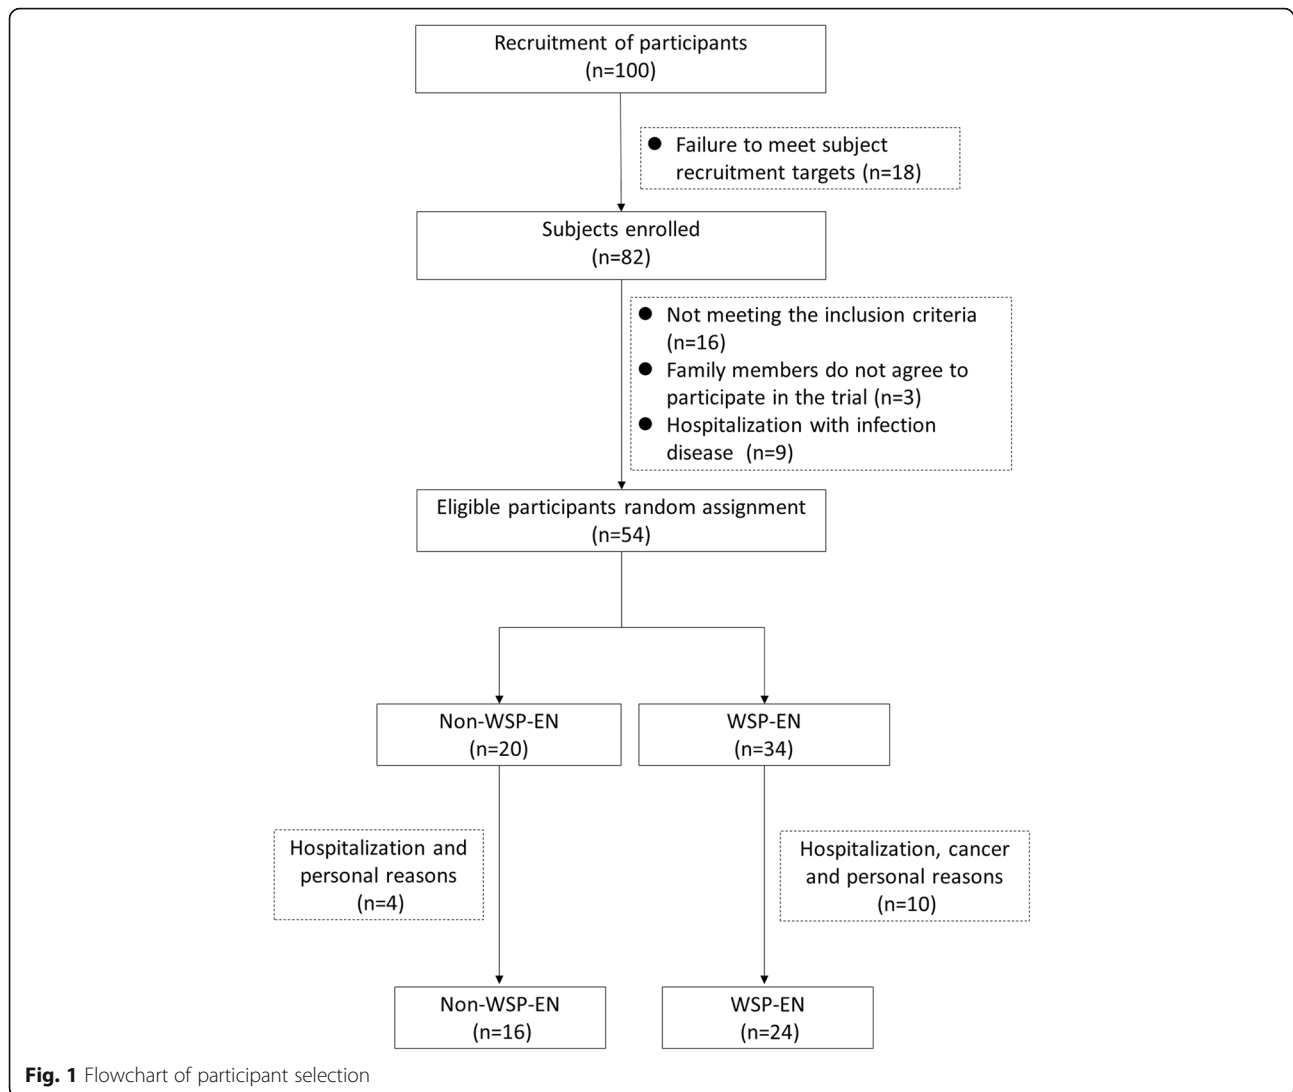 Recruitment of participants
(n=100)
● Failure to meet subject
recruitment targets (n=18)
Subjects enrolled
(n=82)
● Not meeting the inclusion criteria
(n=16)
● Family members do not agree to
participate in the trial (n=3)
● Hospitalization with infection
disease (n=9)
Eligible participants random assignment
(n=54)
Non-WSP-EN
(n=20)
WSP-EN
(n=34)
Hospitalization and
personal reasons
(n=4)
Hospitalization, cancer
and personal reasons
(n=10)
Non-WSP-EN
(n=16)
WSP-EN
(n=24)
Fig. 1 Flowchart of participant selection